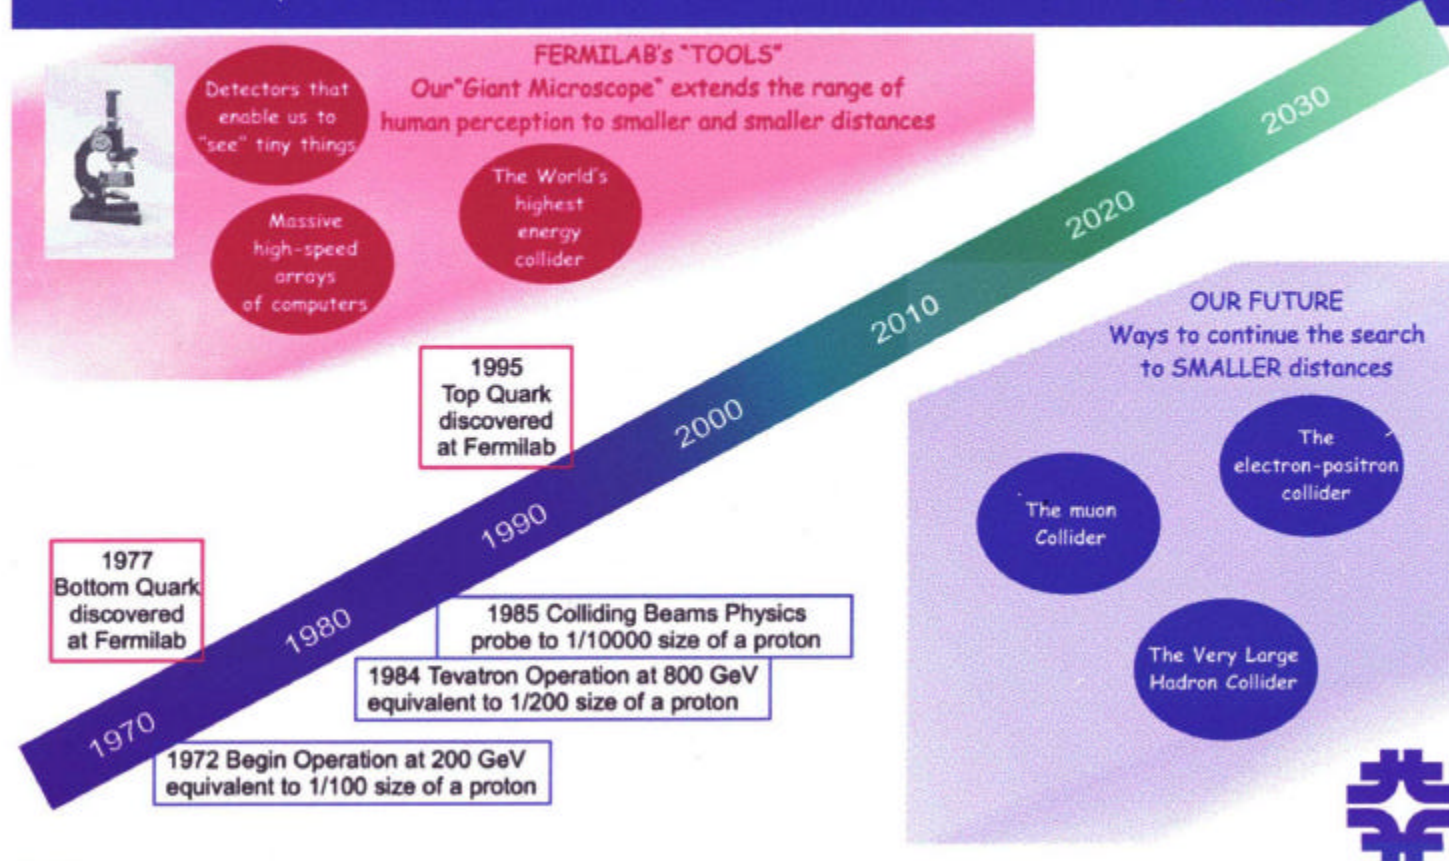 FERMILAB's "TOOLS"
Our"Giant Microscope" extends the range of
human perception to smaller and smaller distances
Detectors that
enable us to
"see" tiny things
Massive
high-speed
arrays
of computers
The World's
highest
energy
collider
1995
Top Quark
discovered
at Fermilab
1977
Bottom Quark
discovered
at Fermilab
1970
1980
1990
2000
2010
2020
2030
1985 Colliding Beams Physics
probe to 1/10000 size of a proton
1984 Tevatron Operation at 800 GeV
equivalent to 1/200 size of a proton
1972 Begin Operation at 200 GeV
equivalent to 1/100 size of a proton
OUR FUTURE
Ways to continue the search
to SMALLER distances
The muon
Collider
The
electron-positron
collider
The Very Large
Hadron Collider